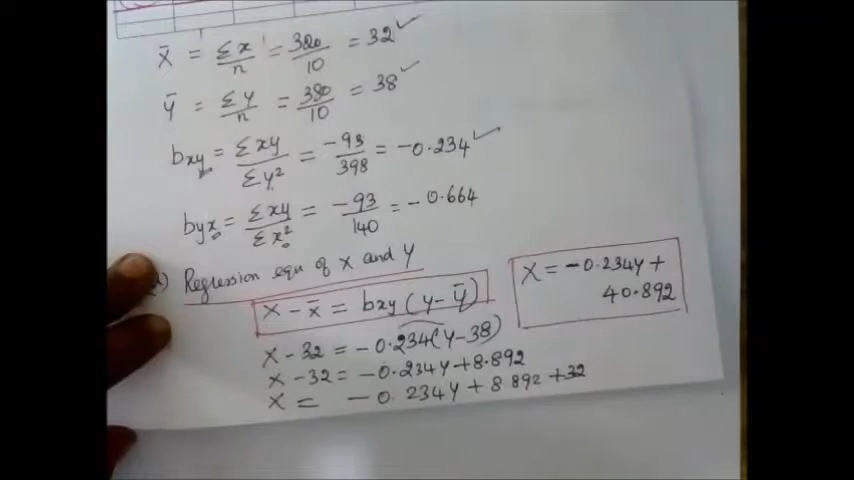 X̄ = Σx/n = 320/10 = 32 ✓
Ȳ = Σy/n = 380/10 = 38 ✓
bxy = Σxy/Σy² = -93/398 = -0.234 ✓
byx = Σxy/Σx² = -93/140 = -0.664
Regression equn of X and Y
X - X̄ = bxy (Y - Ȳ)
X - 32 = -0.234(Y-38)
X - 32 = -0.234Y + 8.892
X = -0.234Y + 8.892 + 32
X = -0.234Y +
40.892